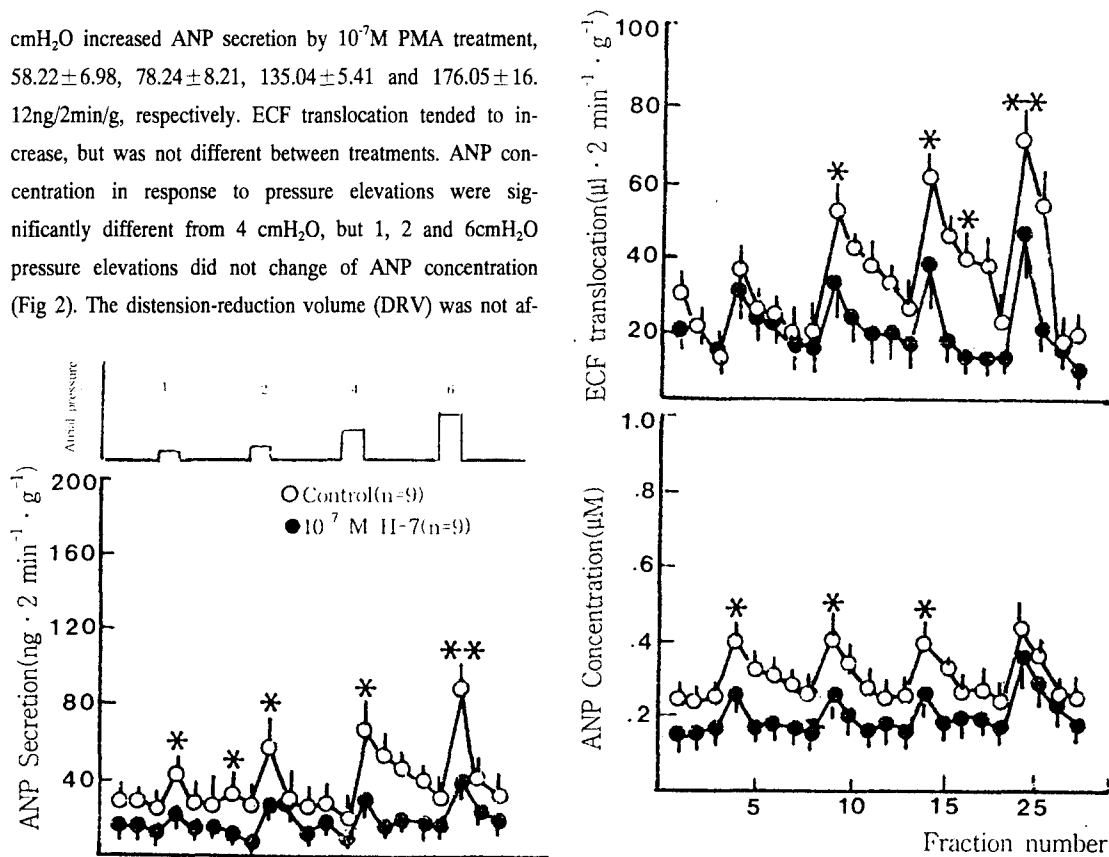 cmH₂O increased ANP secretion by 10⁻⁷M PMA treatment,
58.22±6.98, 78.24±8.21, 135.04±5.41 and 176.05±16.
12ng/2min/g, respectively. ECF translocation tended to in-
crease, but was not different between treatments. ANP con-
centration in response to pressure elevations were sig-
nificantly different from 4 cmH₂O, but 1, 2 and 6cmH₂O
pressure elevations did not change of ANP concentration
(Fig 2). The distension-reduction volume (DRV) was not af-
Atrial pressure
1 2 4 6
ANP Secretion(ng · 2 min⁻¹ · g⁻¹)
200
160
120
80
40
○Control(n=9)
●10⁻⁷ M H-7(n=9)
* * * * **
ECF translocation(μl · 2 min⁻¹ · g⁻¹)
100
80
60
40
20
* * * **
ANP Concentration(μM)
1.0
.8
.6
.4
.2
* * *
5 10 15 25
Fraction number